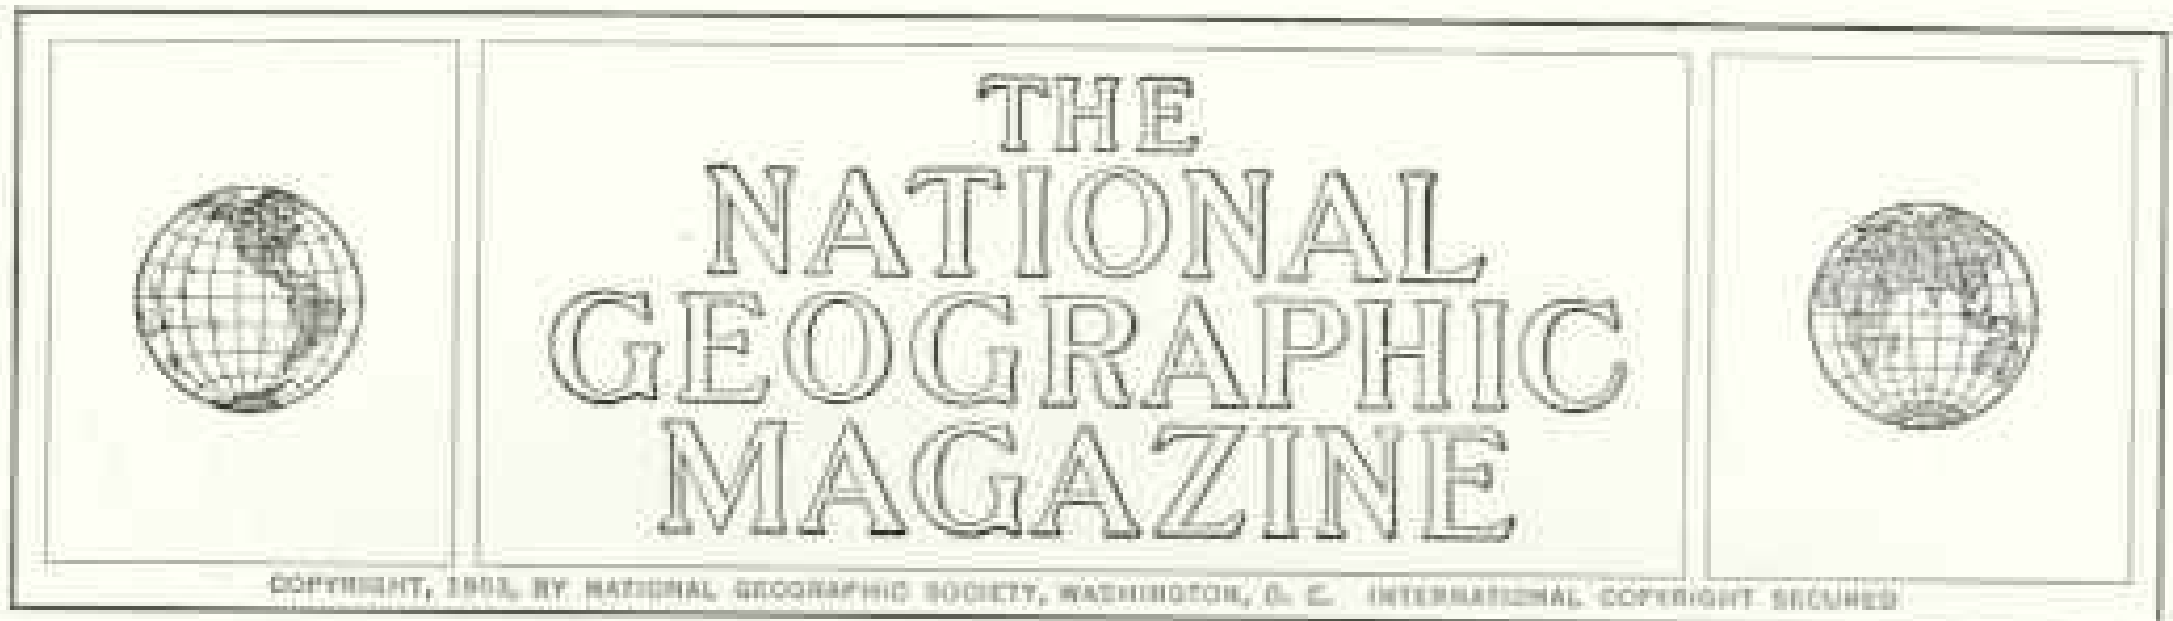 THE
NATIONAL
GEOGRAPHIC
MAGAZINE
COPYRIGHT, BY NATIONAL GEOGRAPHIC SOCIETY, WASHINGTON, D. C. INTERNATIONAL COPYRIGHT SECURED